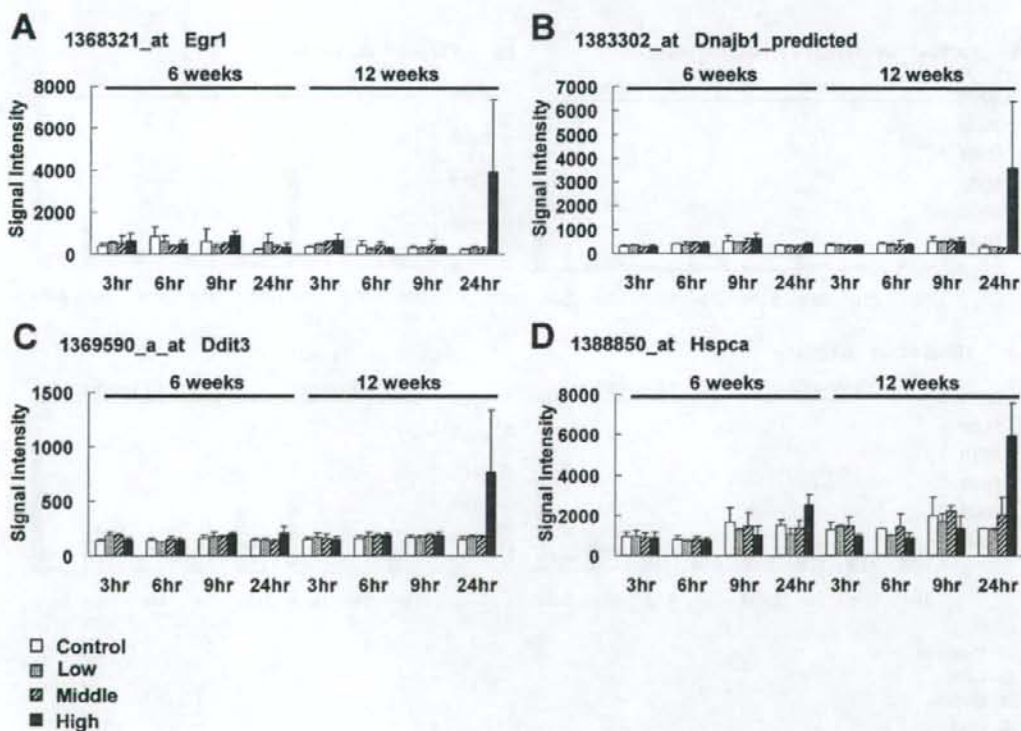 A 1368321_at Egr1
6 weeks 12 weeks
Signal Intensity
8000
6000
4000
2000
0
3hr 6hr 9hr 24hr 3hr 6hr 9hr 24hr
B 1383302_at Dnajb1_predicted
6 weeks 12 weeks
Signal Intensity
7000
6000
5000
4000
3000
2000
1000
0
3hr 6hr 9hr 24hr 3hr 6hr 9hr 24hr
C 1369590_a_at Ddit3
6 weeks 12 weeks
Signal Intensity
1500
1000
500
0
3hr 6hr 9hr 24hr 3hr 6hr 9hr 24hr
D 1388850_at Hspca
6 weeks 12 weeks
Signal Intensity
8000
6000
4000
2000
0
3hr 6hr 9hr 24hr 3hr 6hr 9hr 24hr
Control
Low
Middle
High